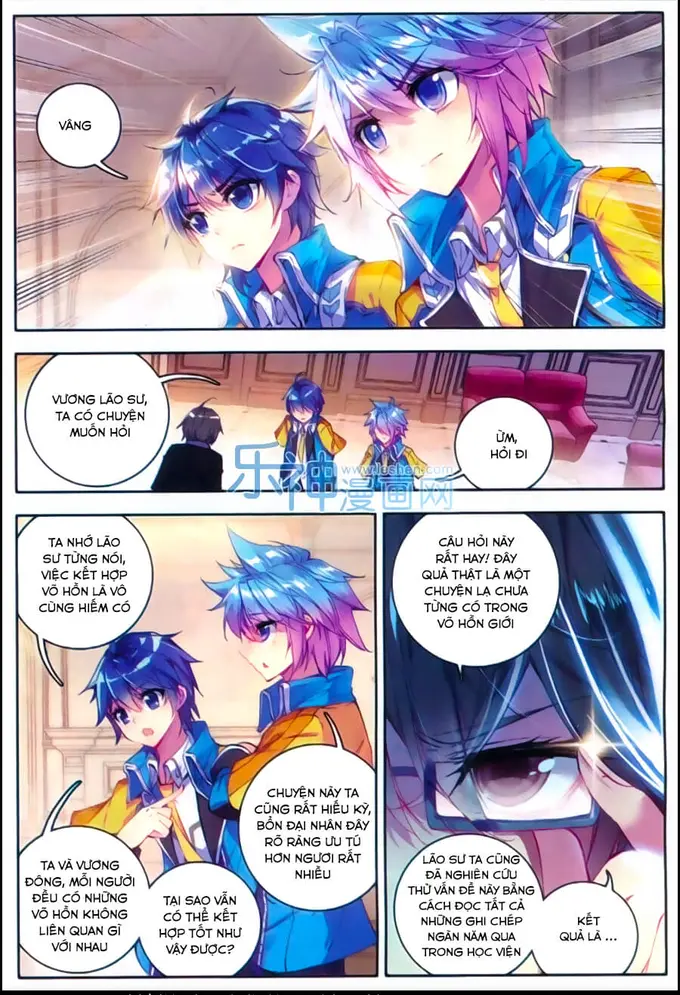 VÂNG
VƯƠNG LÃO SƯ,
TA CÓ CHUYỆN
MUỐN HỎI
ỪM,
HỎI ĐI
乐神漫画网
www.leshen.com
TA NHỚ LÃO
SƯ TỪNG NÓI,
VIỆC KẾT HỢP
VÕ HỒN LÀ VÔ
CÙNG HIẾM CÓ
CHUYỆN NÀY TA
CŨNG RẤT HIẾU KỲ,
BỔN ĐẠI NHÂN ĐÂY
RÕ RÀNG ƯU TÚ
HƠN NGƯƠI RẤT
NHIỀU
TA VÀ VƯƠNG
ĐÔNG, MỖI NGƯỜI
ĐỀU CÓ NHỮNG
VÕ HỒN KHÔNG
LIÊN QUAN GÌ
VỚI NHAU
TẠI SAO VẪN
CÓ THỂ KẾT
HỢP TỐT NHƯ
VẬY ĐƯỢC?
CÂU HỎI NÀY
RẤT HAY! ĐÂY
QUẢ THẬT LÀ MỘT
CHUYỆN LẠ CHƯA
TỪNG CÓ TRONG
VÕ HỒN GIỚI
LÃO SƯ TA CŨNG
ĐÃ NGHIÊN CỨU
THỬ VẤN ĐỀ NÀY BẰNG
CÁCH ĐỌC TẤT CẢ
NHỮNG GHI CHÉP
NGÀN NĂM QUA
TRONG HỌC VIỆN
KẾT
QUẢ LÀ ...